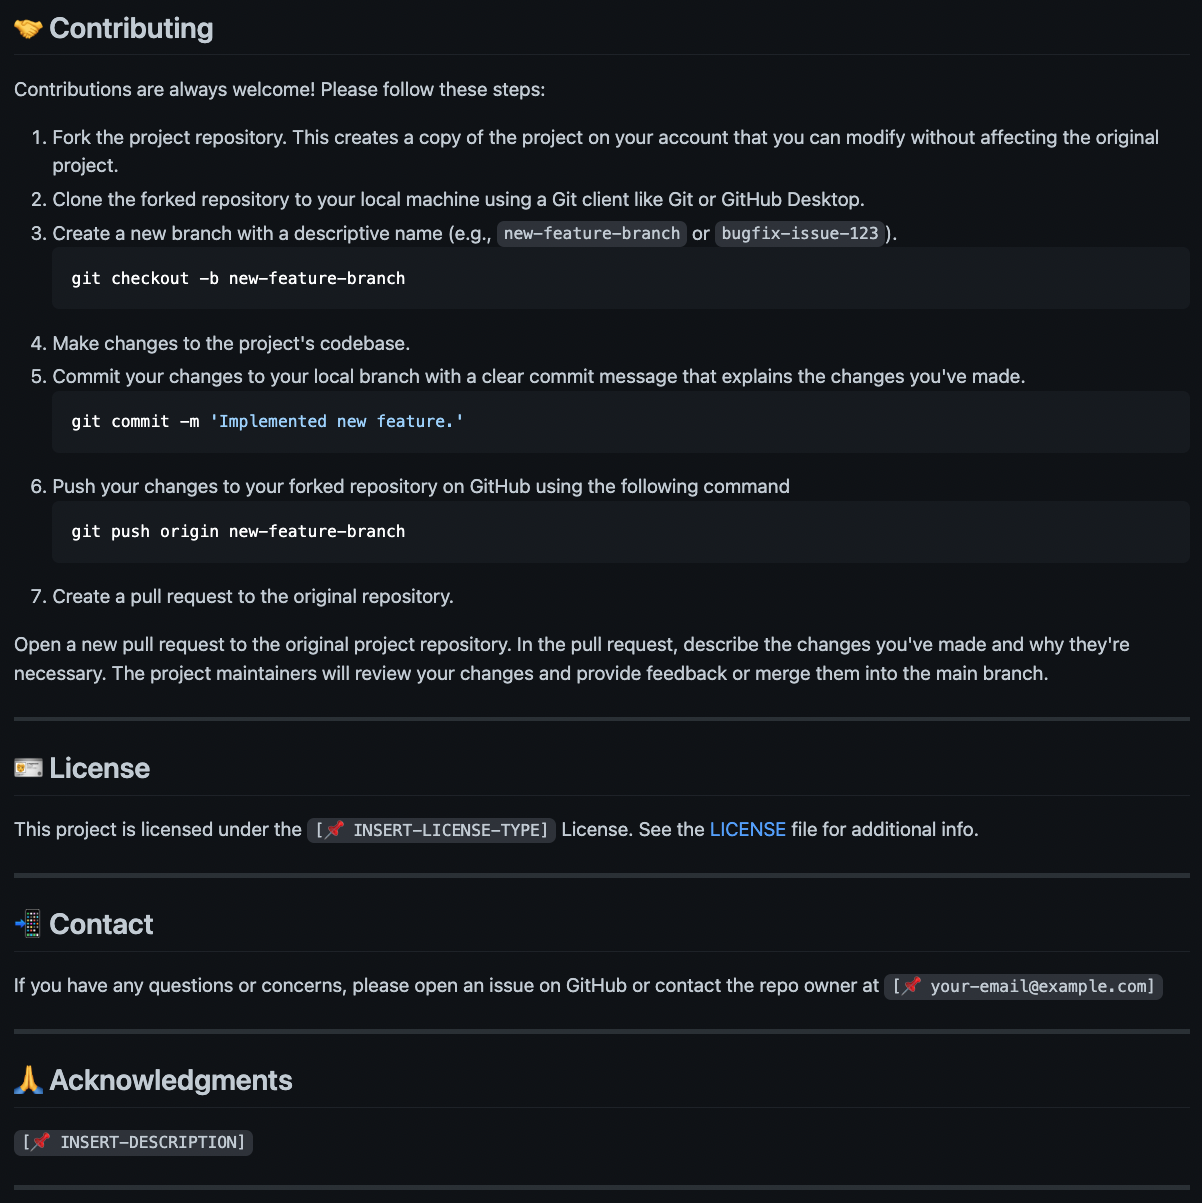 🤝 Contributing
Contributions are always welcome! Please follow these steps:
1. Fork the project repository. This creates a copy of the project on your account that you can modify without affecting the original
project.
2. Clone the forked repository to your local machine using a Git client like Git or GitHub Desktop.
3. Create a new branch with a descriptive name (e.g., new-feature-branch or bugfix-issue-123).
git checkout -b new-feature-branch
4. Make changes to the project's codebase.
5. Commit your changes to your local branch with a clear commit message that explains the changes you've made.
git commit -m 'Implemented new feature.'
6. Push your changes to your forked repository on GitHub using the following command
git push origin new-feature-branch
7. Create a pull request to the original repository.
Open a new pull request to the original project repository. In the pull request, describe the changes you've made and why they're
necessary. The project maintainers will review your changes and provide feedback or merge them into the main branch.
🪪 License
This project is licensed under the [📌 INSERT-LICENSE-TYPE] License. See the LICENSE file for additional info.
📲 Contact
If you have any questions or concerns, please open an issue on GitHub or contact the repo owner at [📌 your-email@example.com]
🙏 Acknowledgments
[📌 INSERT-DESCRIPTION]